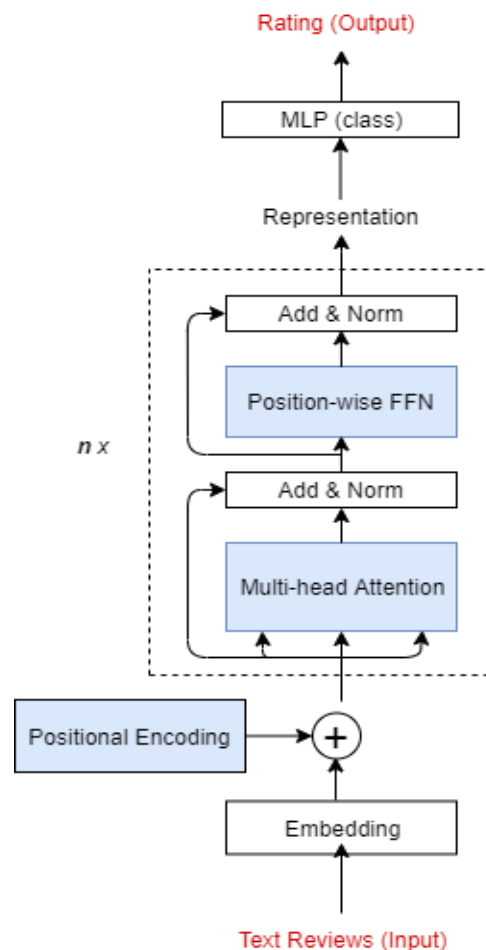 Rating (Output)
MLP (class)
Representation
Add & Norm
Position-wise FFN
n x
Add & Norm
Multi-head Attention
Positional Encoding
+
Embedding
Text Reviews (Input)